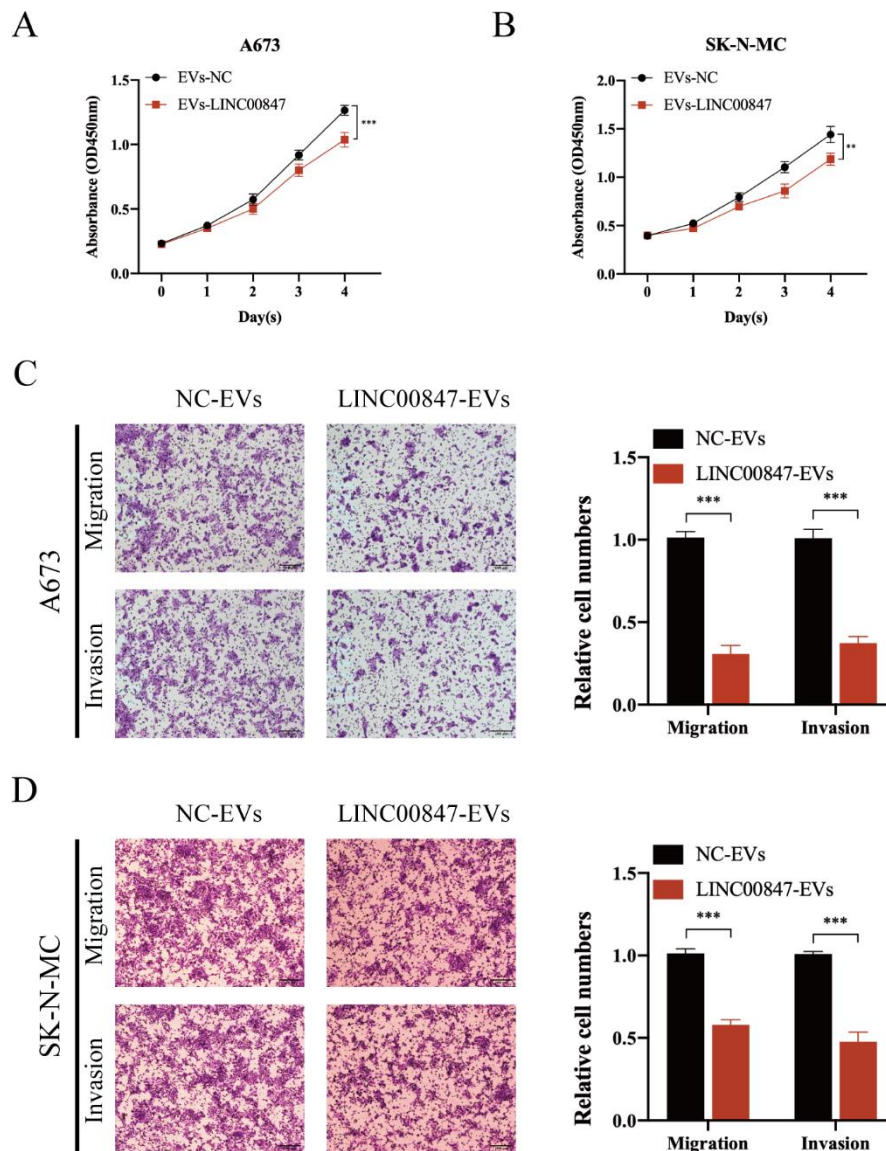 A
A673
EVs-NC
EVs-LINC00847
1.5
1.0
0.5
0.0
Absorbance (OD450nm)
***
0 1 2 3 4
Day(s)
B
SK-N-MC
EVs-NC
EVs-LINC00847
2.0
1.5
1.0
0.5
0.0
Absorbance (OD450nm)
**
0 1 2 3 4
Day(s)
C
NC-EVs LINC00847-EVs
A673
Migration
Invasion
NC-EVs
LINC00847-EVs
1.5
1.0
0.5
0.0
Relative cell numbers
*** ***
Migration Invasion
D
NC-EVs LINC00847-EVs
SK-N-MC
Migration
Invasion
NC-EVs
LINC00847-EVs
1.5
1.0
0.5
0.0
Relative cell numbers
*** ***
Migration Invasion